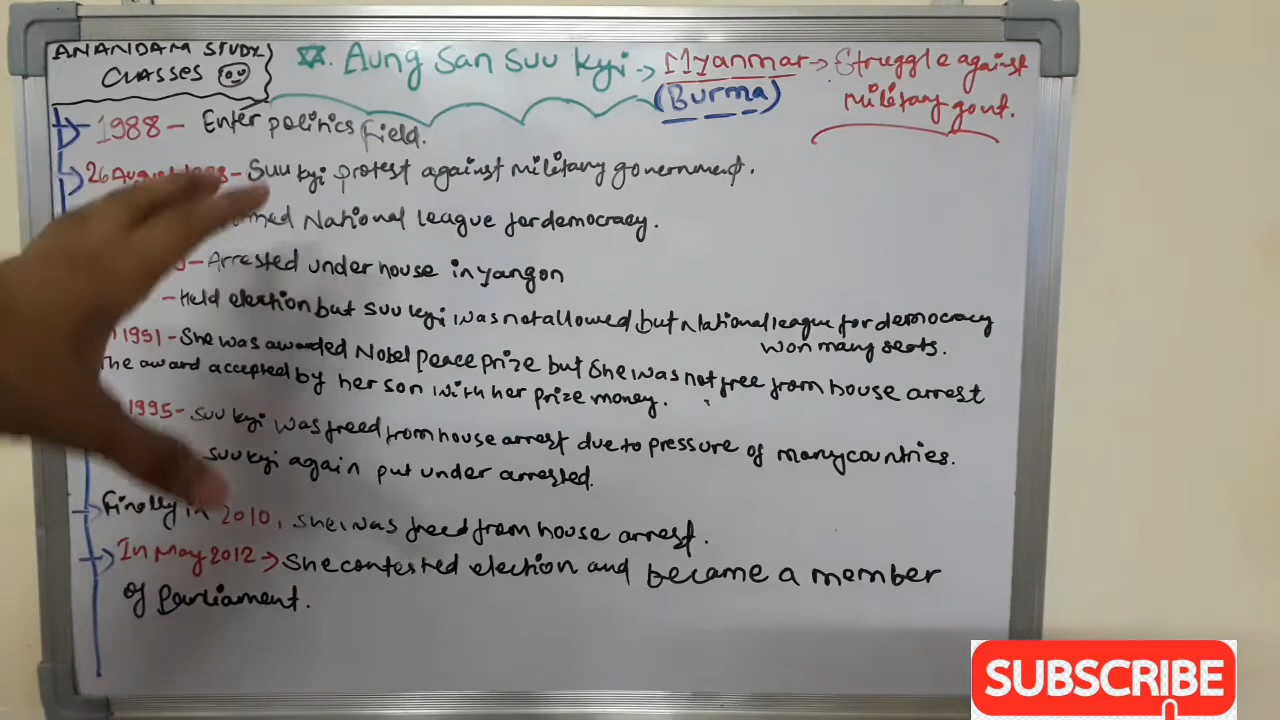 ANANDAM STUDY
CLASSES
Aung San Suu Kyi → Myanmar → Struggle against
(Burma)
military govt.
1988 - Enter politics field.
26 August - Suu kyi protest against military government.
National league for democracy.
- Arrested under house in yangon
- Held election but suu kyi was not allowed but National league for democracy
won many seats.
1951 - She was awarded Nobel peace prize but She was not free from house arrest
The award accepted by her son with her prize money.
1995 - suu kyi was freed from house arrest due to pressure of many countries.
suu kyi again put under arrested.
Finally in 2010, she was freed from house arrest.
In May 2012 → She contested election and became a member
of parliament.
SUBSCRIBE